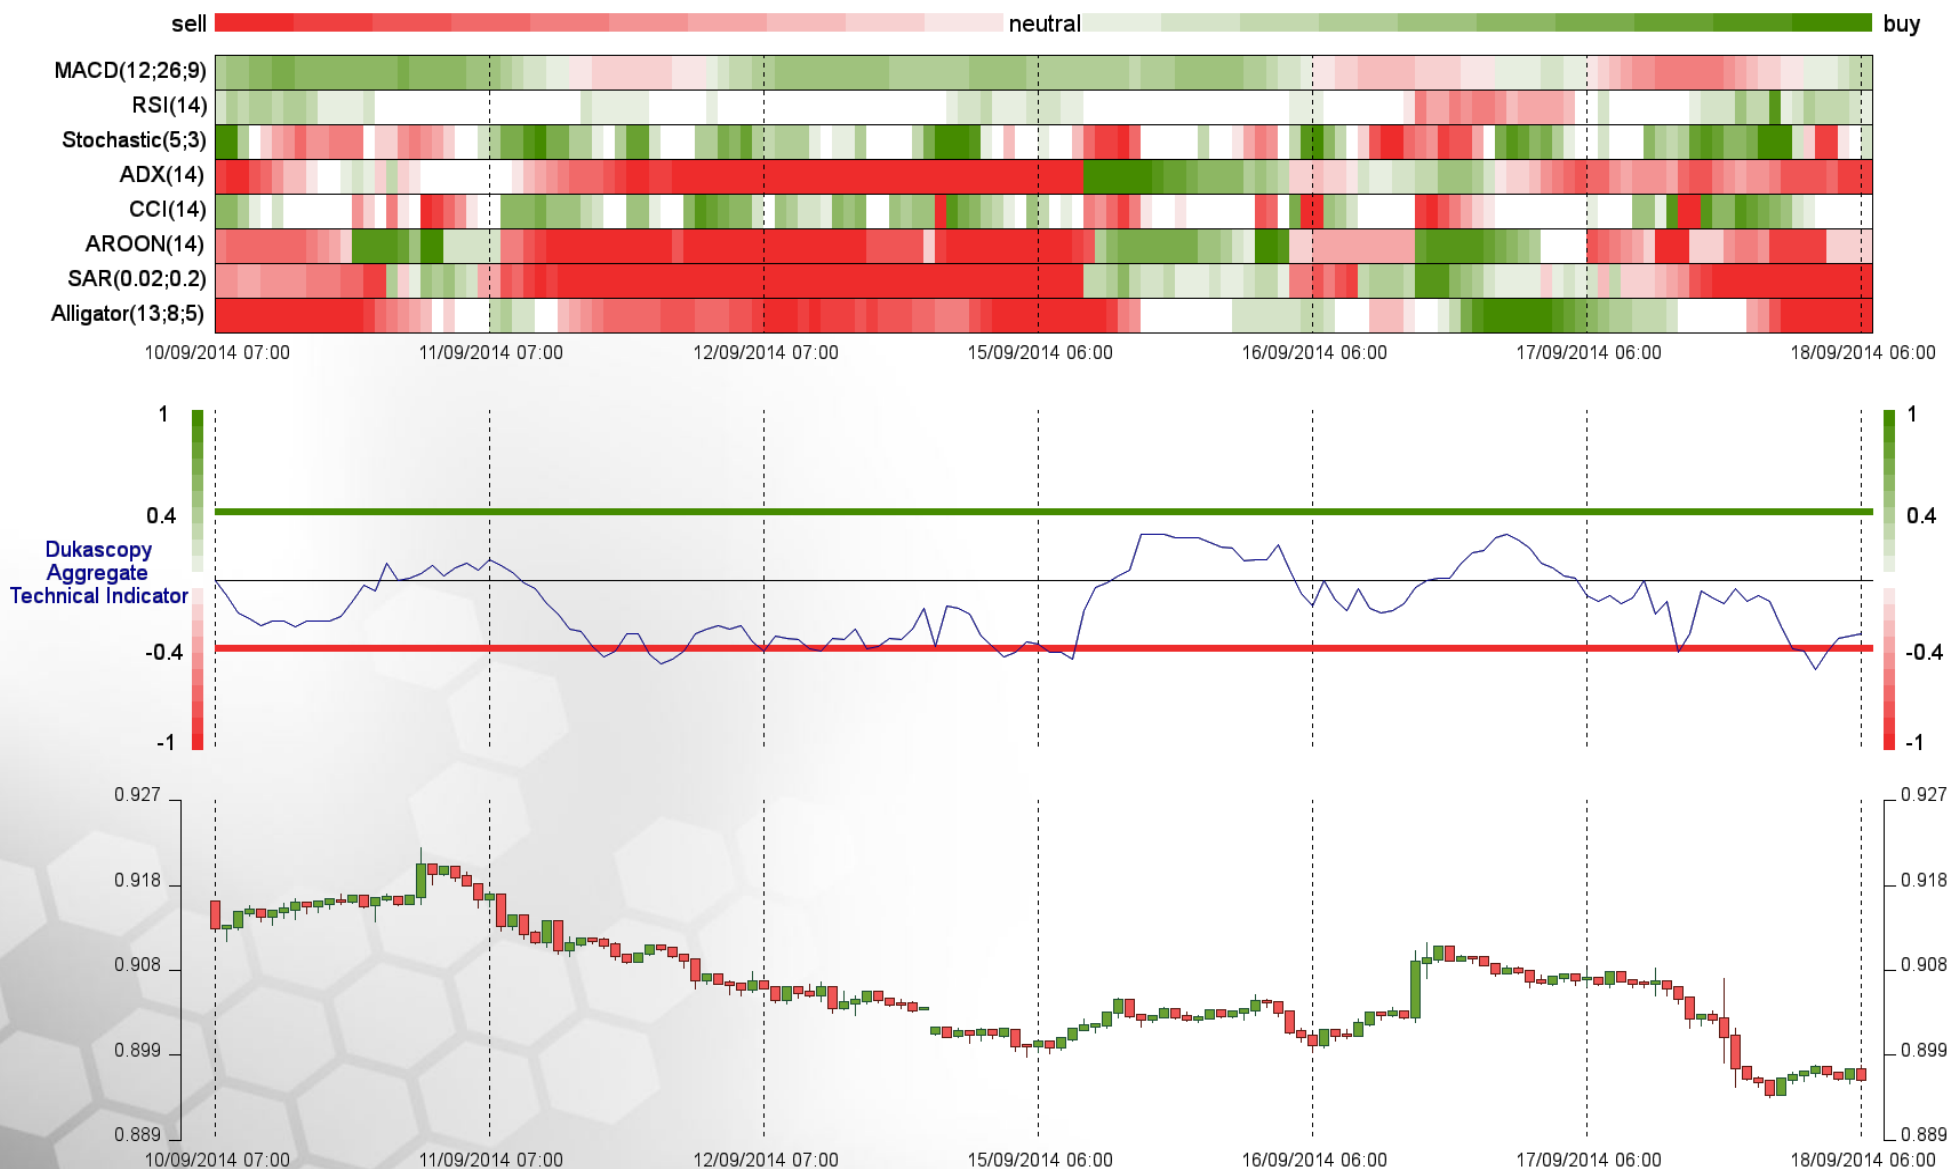 sell neutral buy
MACD(12;26;9)
RSI(14)
Stochastic(5;3)
ADX(14)
CCI(14)
AROON(14)
SAR(0.02;0.2)
Alligator(13;8;5)
10/09/2014 07:00 11/09/2014 07:00 12/09/2014 07:00 15/09/2014 06:00 16/09/2014 06:00 17/09/2014 06:00 18/09/2014 06:00
1 1
0.4 0.4
Dukascopy
Aggregate
Technical Indicator
-0.4 -0.4
-1 -1
0.927 0.927
0.918 0.918
0.908 0.908
0.899 0.899
0.889 0.889
10/09/2014 07:00 11/09/2014 07:00 12/09/2014 07:00 15/09/2014 06:00 16/09/2014 06:00 17/09/2014 06:00 18/09/2014 06:00